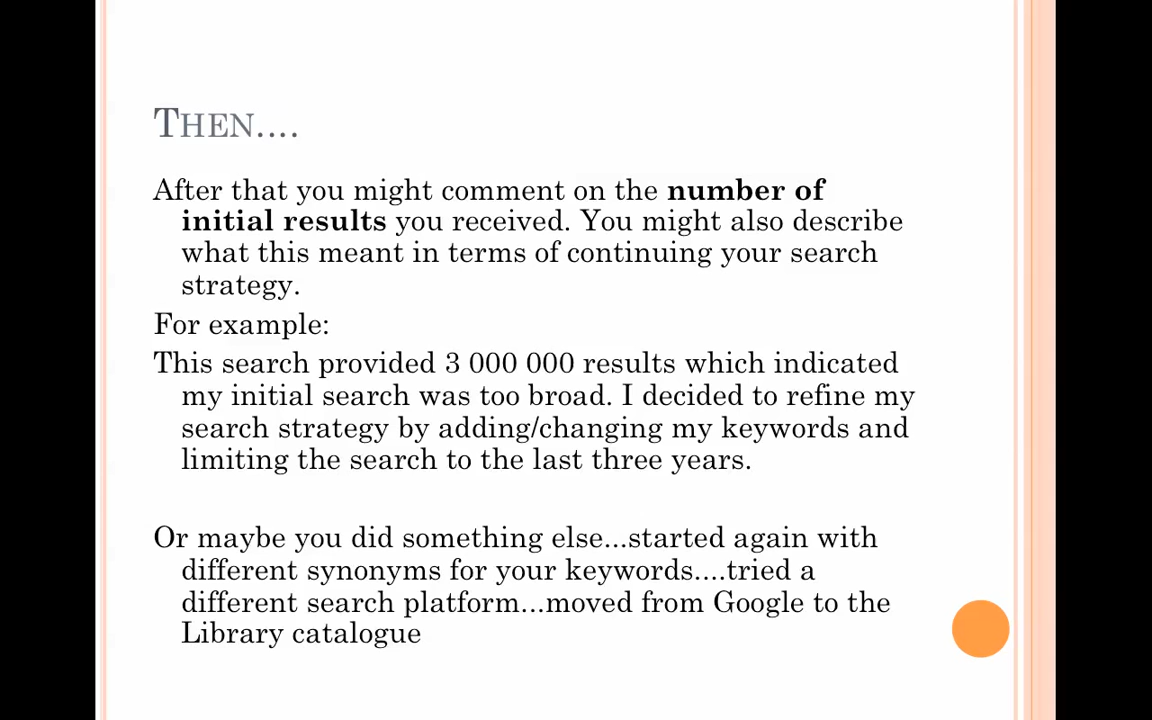 THEN....
After that you might comment on the number of
initial results you received. You might also describe
what this meant in terms of continuing your search
strategy.
For example:
This search provided 3 000 000 results which indicated
my initial search was too broad. I decided to refine my
search strategy by adding/changing my keywords and
limiting the search to the last three years.
Or maybe you did something else...started again with
different synonyms for your keywords....tried a
different search platform...moved from Google to the
Library catalogue